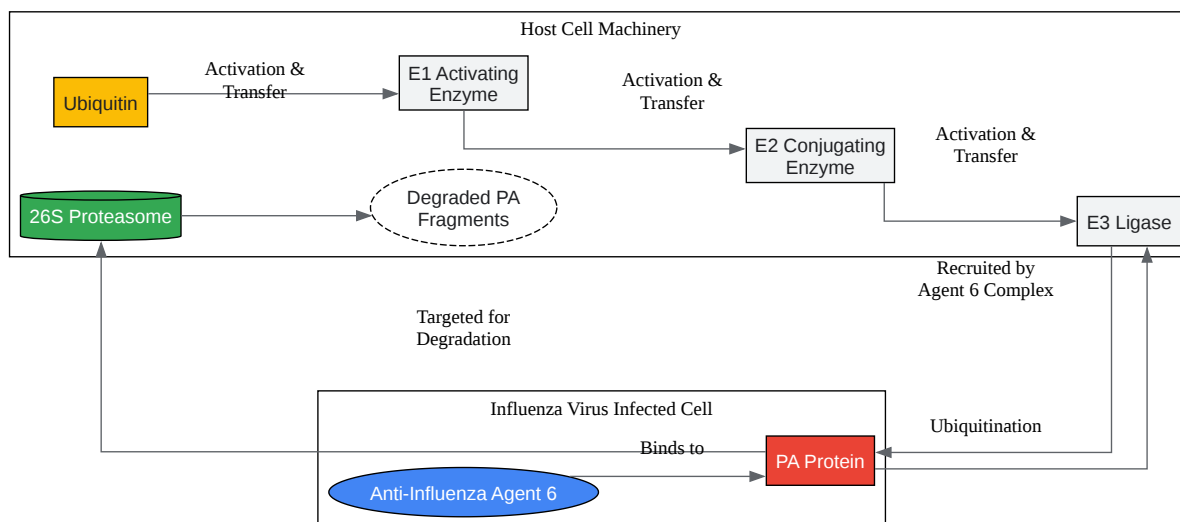 Host Cell Machinery
Activation &
Transfer
Ubiquitin
E1 Activating
Enzyme
Activation &
Transfer
E2 Conjugating
Enzyme
Activation &
Transfer
E3 Ligase
26S Proteasome
Degraded PA
Fragments
Recruited by
Agent 6 Complex
Targeted for
Degradation
Influenza Virus Infected Cell
Binds to
PA Protein
Ubiquitination
Anti-Influenza Agent 6